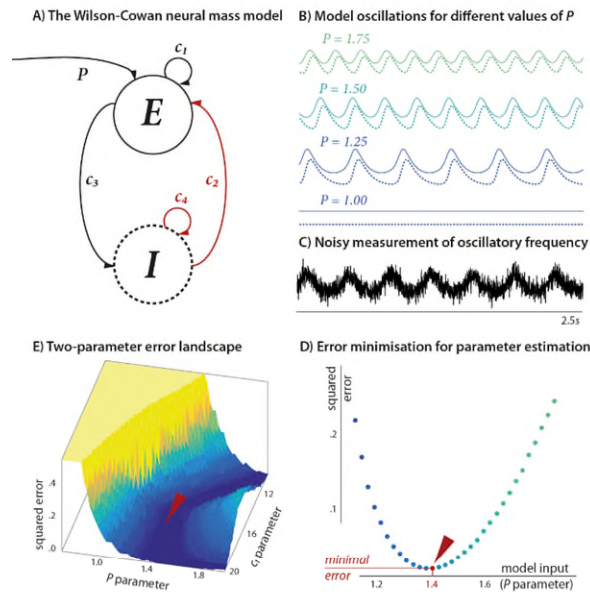 A) The Wilson-Cowan neural mass model
P
c1
E
c3
c2
c4
I
B) Model oscillations for different values of P
P = 1.75
P = 1.50
P = 1.25
P = 1.00
C) Noisy measurement of oscillatory frequency
2.5s
E) Two-parameter error landscape
squared error
.4
.2
.0
1.0
1.4
1.8
P parameter
12
16
20
c1 parameter
D) Error minimisation for parameter estimation
squared
error
.2
.1
minimal
error
1.2
1.4
1.6
model input
(P parameter)